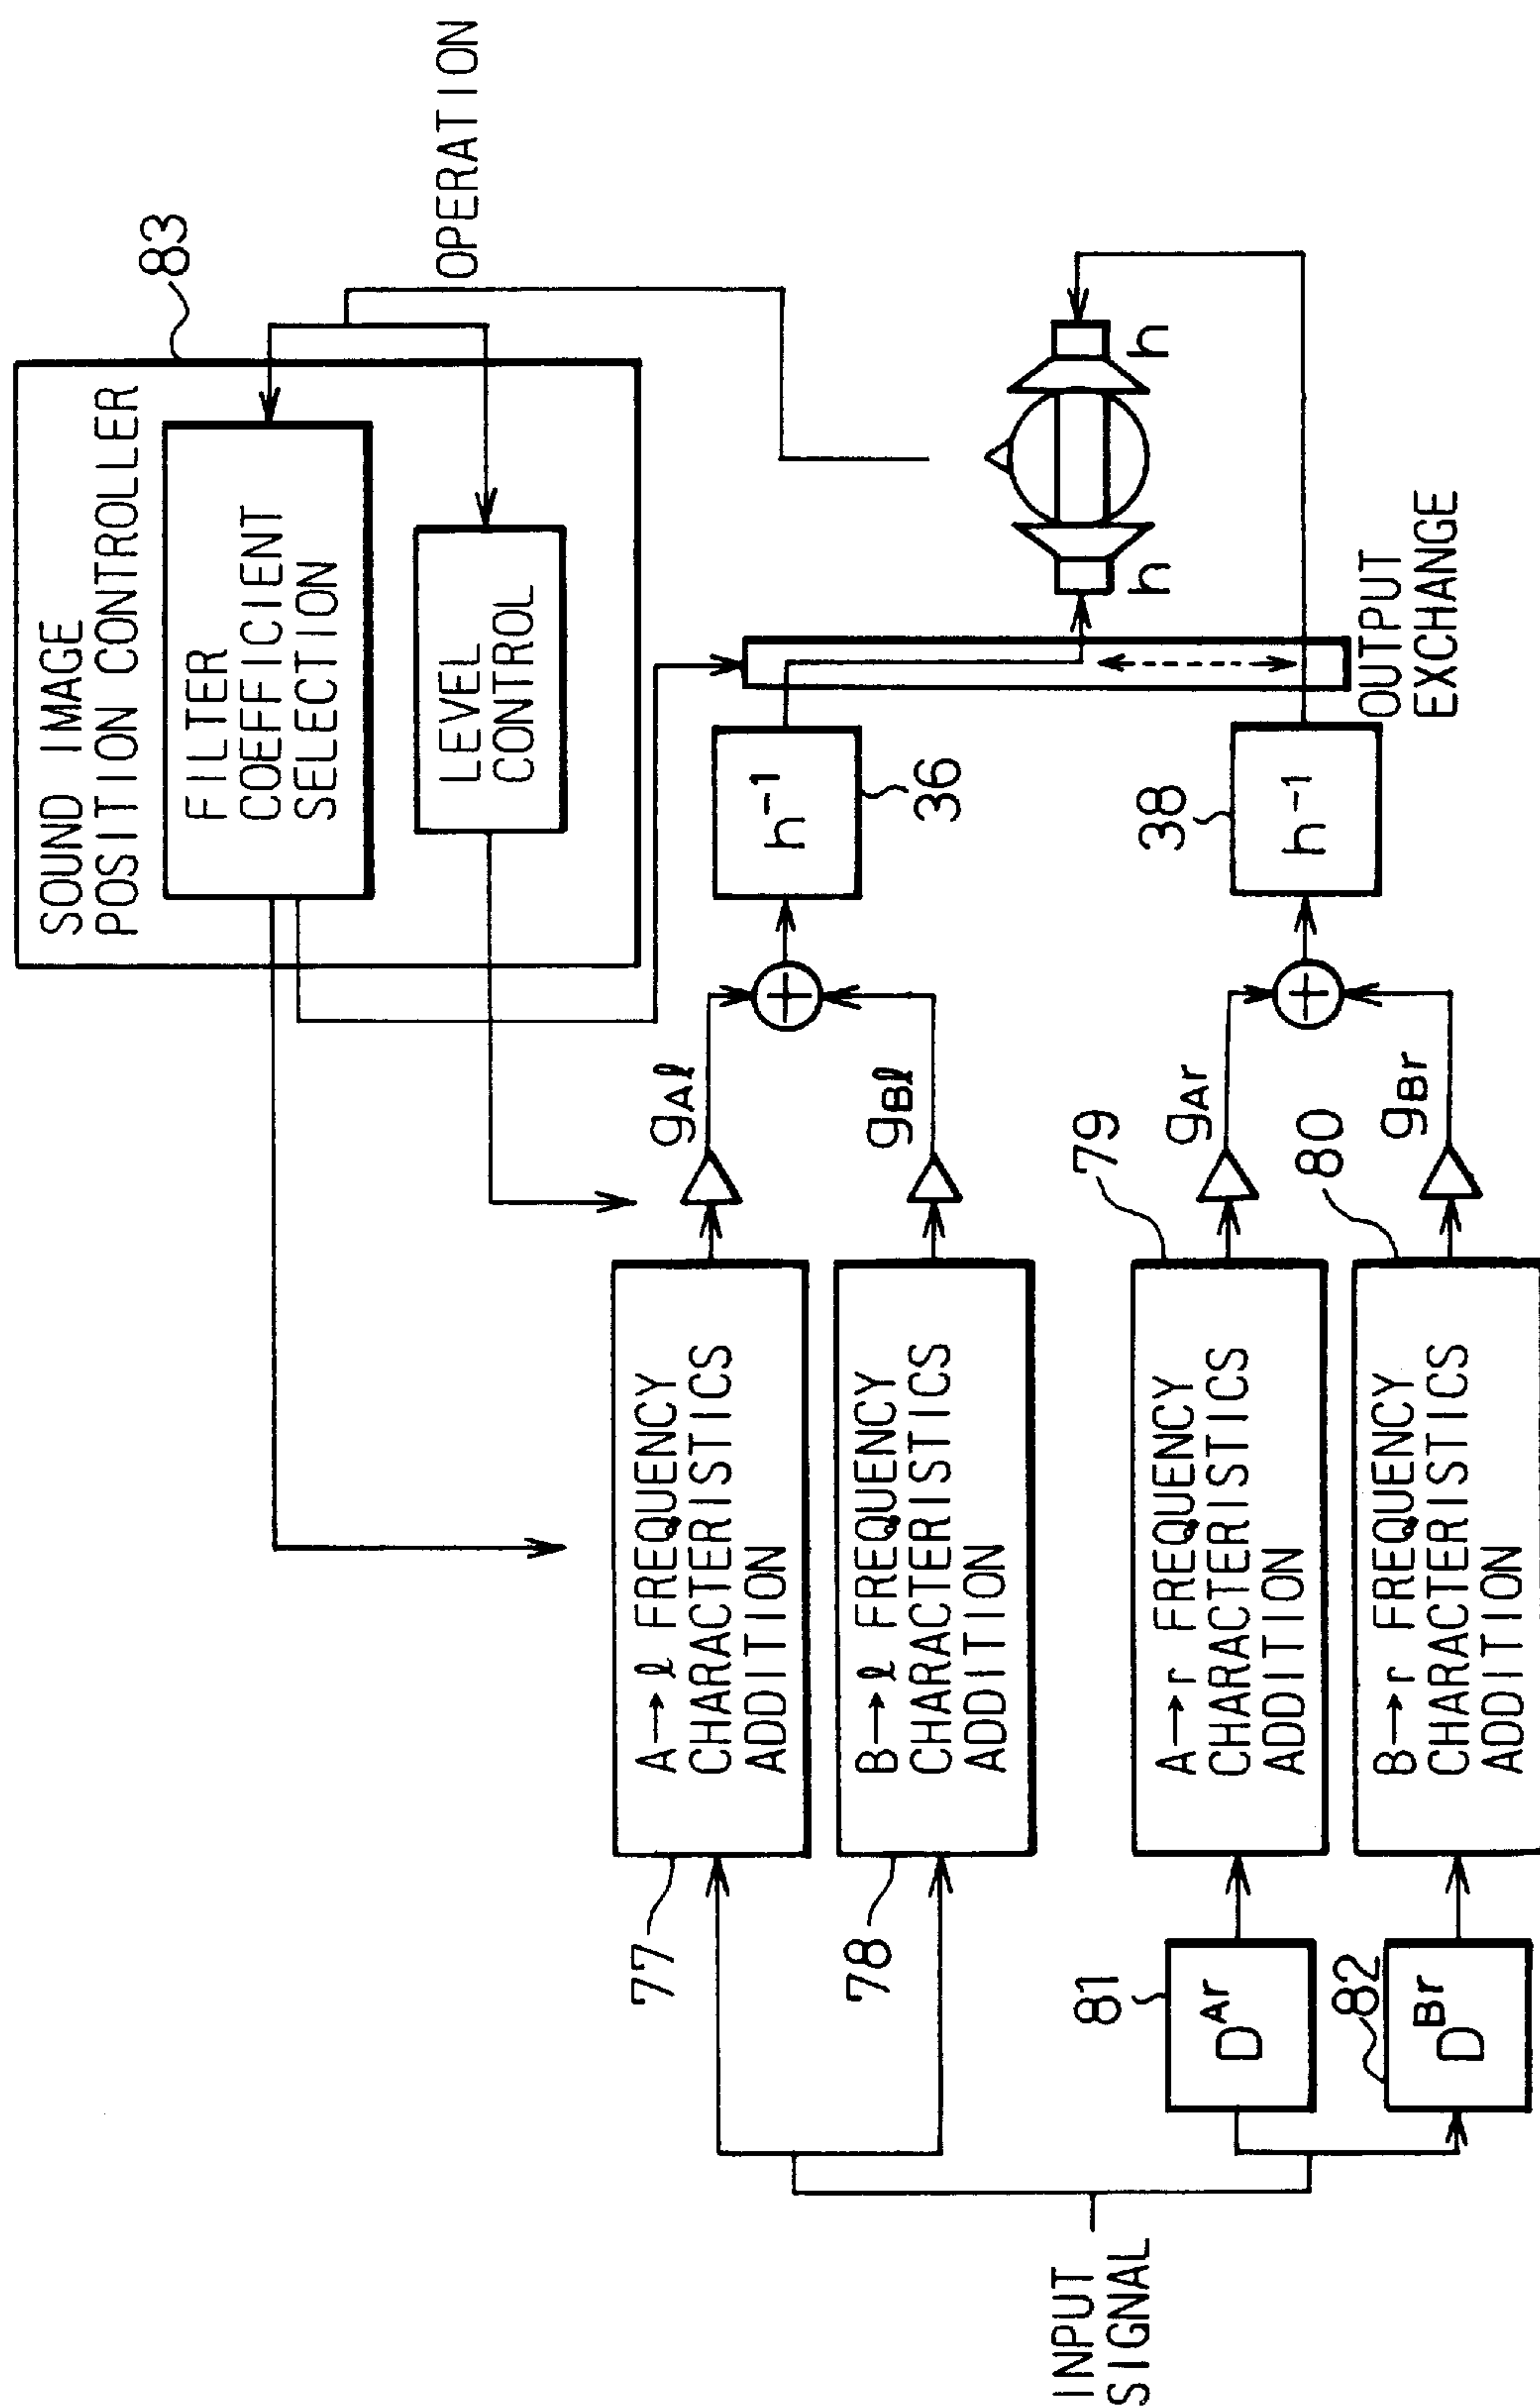 SOUND IMAGE
POSITION CONTROLLER
83
FILTER
COEFFICIENT
SELECTION
LEVEL
CONTROL
OPERATION
INPUT
SIGNAL
77
A→ℓ FREQUENCY
CHARACTERISTICS
ADDITION
gAℓ
78
B→ℓ FREQUENCY
CHARACTERISTICS
ADDITION
gBℓ
h⁻¹
36
h
h
81
DAr
79
A→r FREQUENCY
CHARACTERISTICS
ADDITION
gAr
82
DBr
80
B→r FREQUENCY
CHARACTERISTICS
ADDITION
gBr
38
h⁻¹
OUTPUT
EXCHANGE